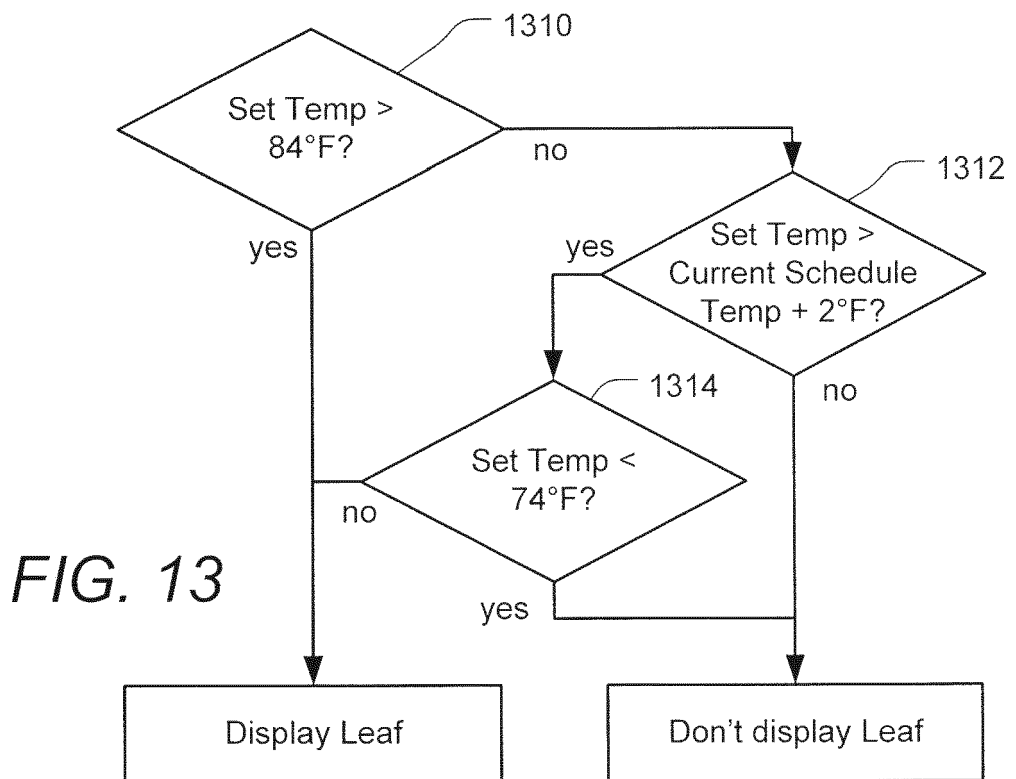 1310
Set Temp >
84°F?
no
yes
1312
Set Temp >
Current Schedule
Temp + 2°F?
yes
no
1314
Set Temp <
74°F?
no
yes
FIG. 13
Display Leaf
Don't display Leaf